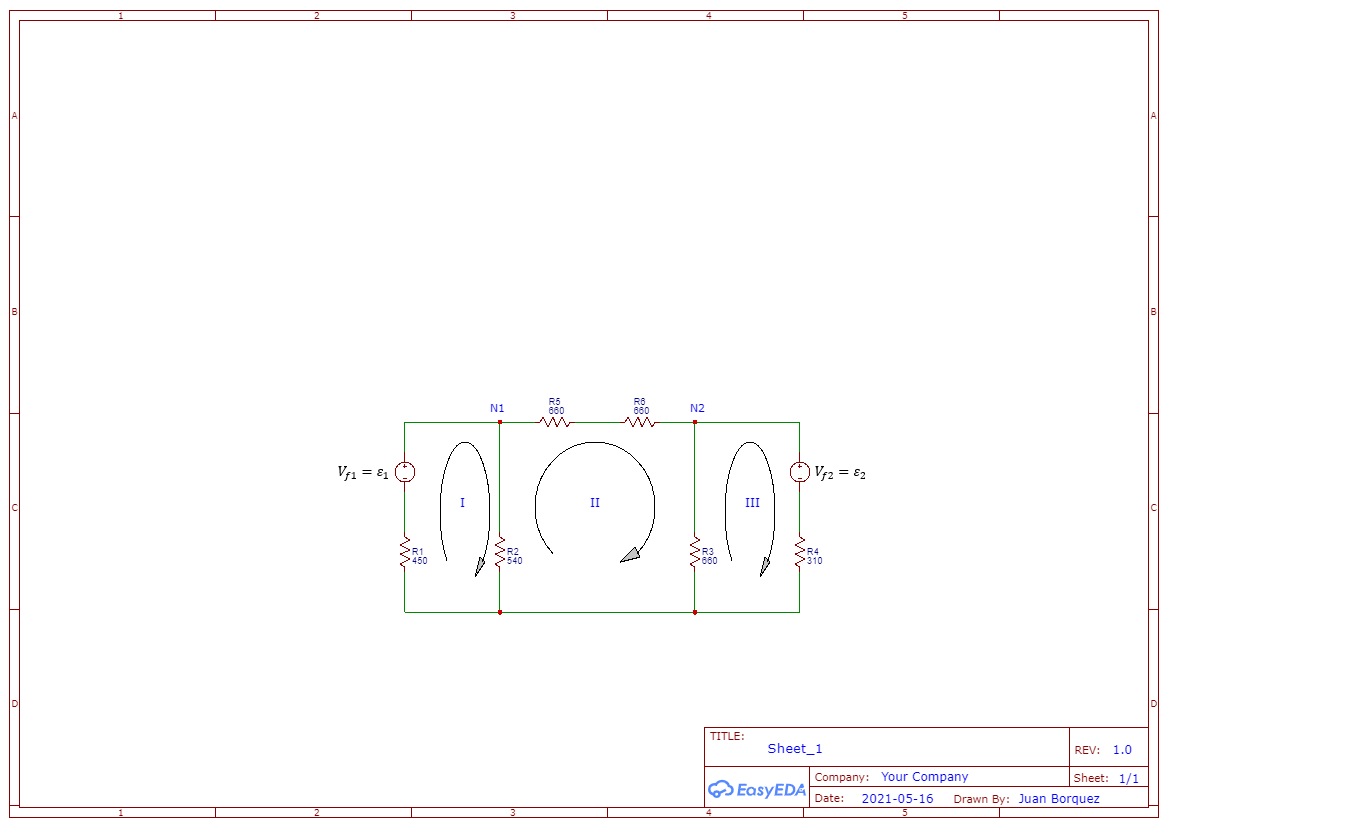 1 2 3 4 5
A A
B B
C C
D D
N1 R5 660 R6 660 N2
V_{f1} = ε_1
V_{f2} = ε_2
I II III
R1 450
R2 540
R3 660
R4 310
TITLE:
Sheet_1
REV: 1.0
EasyEDA
Company: Your Company
Sheet: 1/1
Date: 2021-05-16
Drawn By: Juan Borquez
1 2 3 4 5